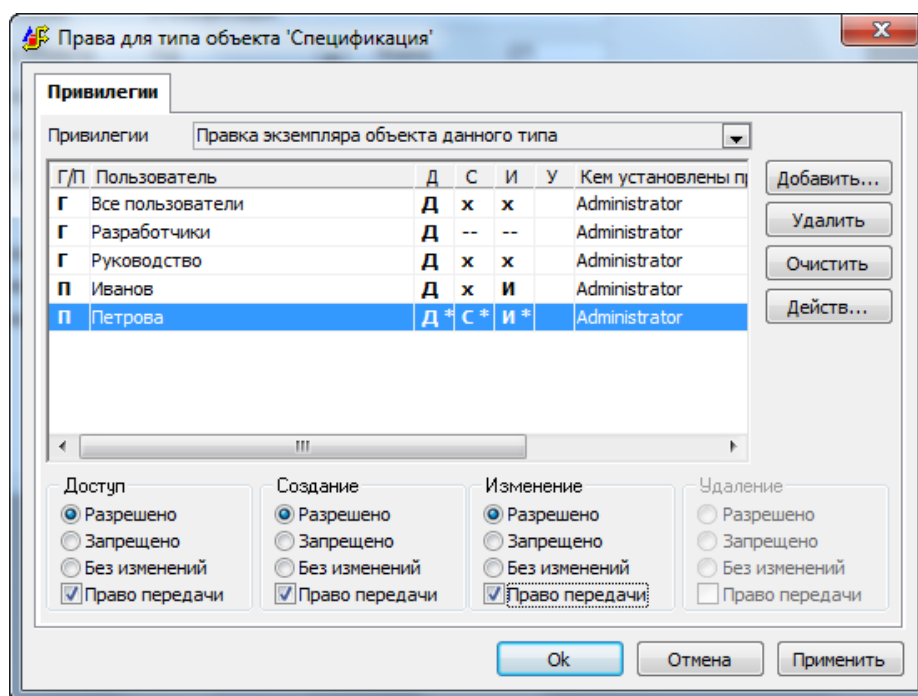 Права для типа объекта 'Спецификация'
Привилегии
Привилегии Правка экземпляра объекта данного типа
Г/П Пользователь Д С И У Кем установлены п
Добавить...
Г Все пользователи Д х х Administrator
Удалить
Г Разработчики Д -- -- Administrator
Г Руководство Д х х Administrator
Очистить
П Иванов Д х И Administrator
Действ...
П Петрова Д * С * И * Administrator
Доступ Создание Изменение Удаление
Разрешено Разрешено Разрешено Разрешено
Запрещено Запрещено Запрещено Запрещено
Без изменений Без изменений Без изменений Без изменений
Право передачи Право передачи Право передачи Право передачи
Ok Отмена Применить